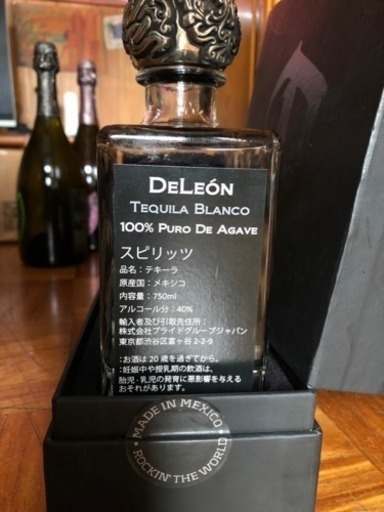 DELEÓN
TEQUILA BLANCO
100% PURO DE AGAVE
スピリッツ
品名：テキーラ
原産国：メキシコ
内容量：750ml
アルコール分：40%
輸入者及び引取先住所：
株式会社プライドグループジャパン
東京都渋谷区富ヶ谷 2-2-9
：お酒は 20 歳を過ぎてから。
：妊娠中や授乳期の飲酒は、
胎児・乳児の発育に悪影響を与える
おそれがあります。
MADE IN MEXICO
ROCKIN' THE WORLD